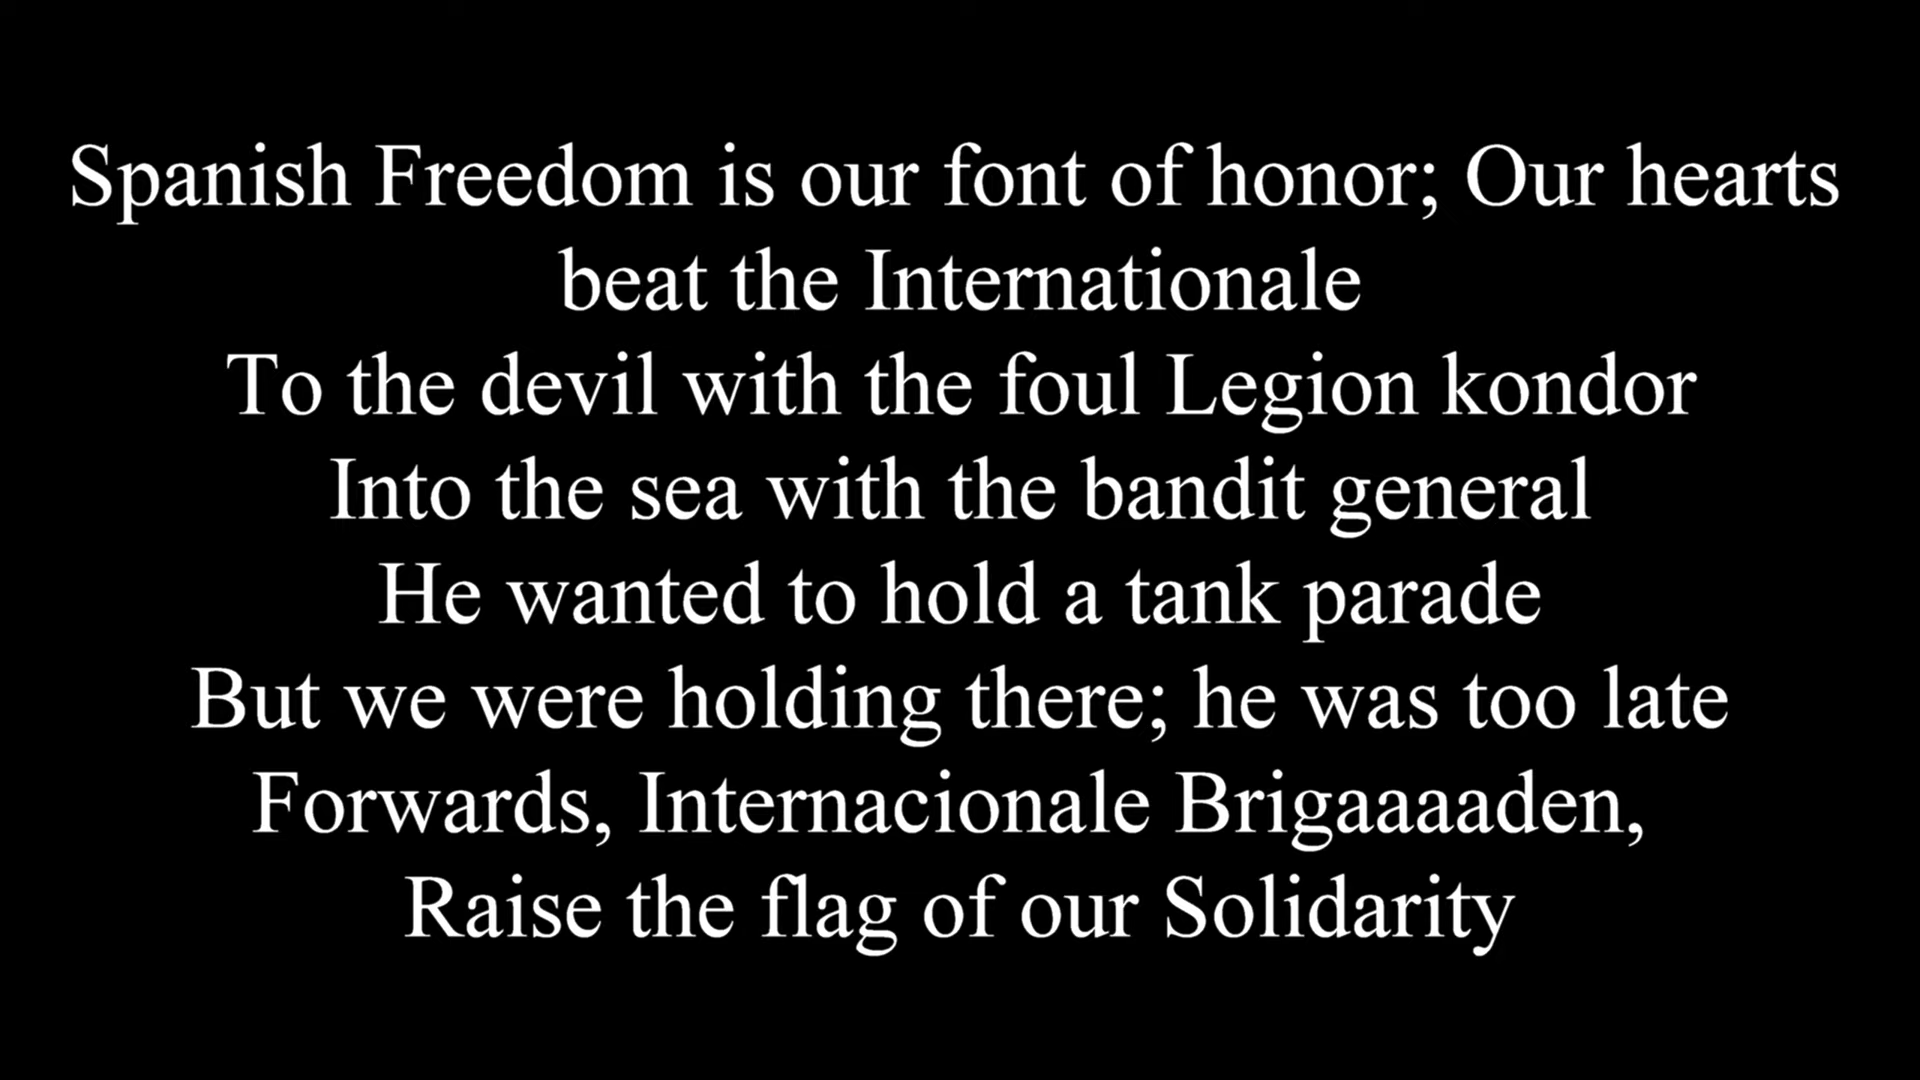 Spanish Freedom is our font of honor; Our hearts
beat the Internationale
To the devil with the foul Legion kondor
Into the sea with the bandit general
He wanted to hold a tank parade
But we were holding there; he was too late
Forwards, Internacionale Brigaaaaden,
Raise the flag of our Solidarity